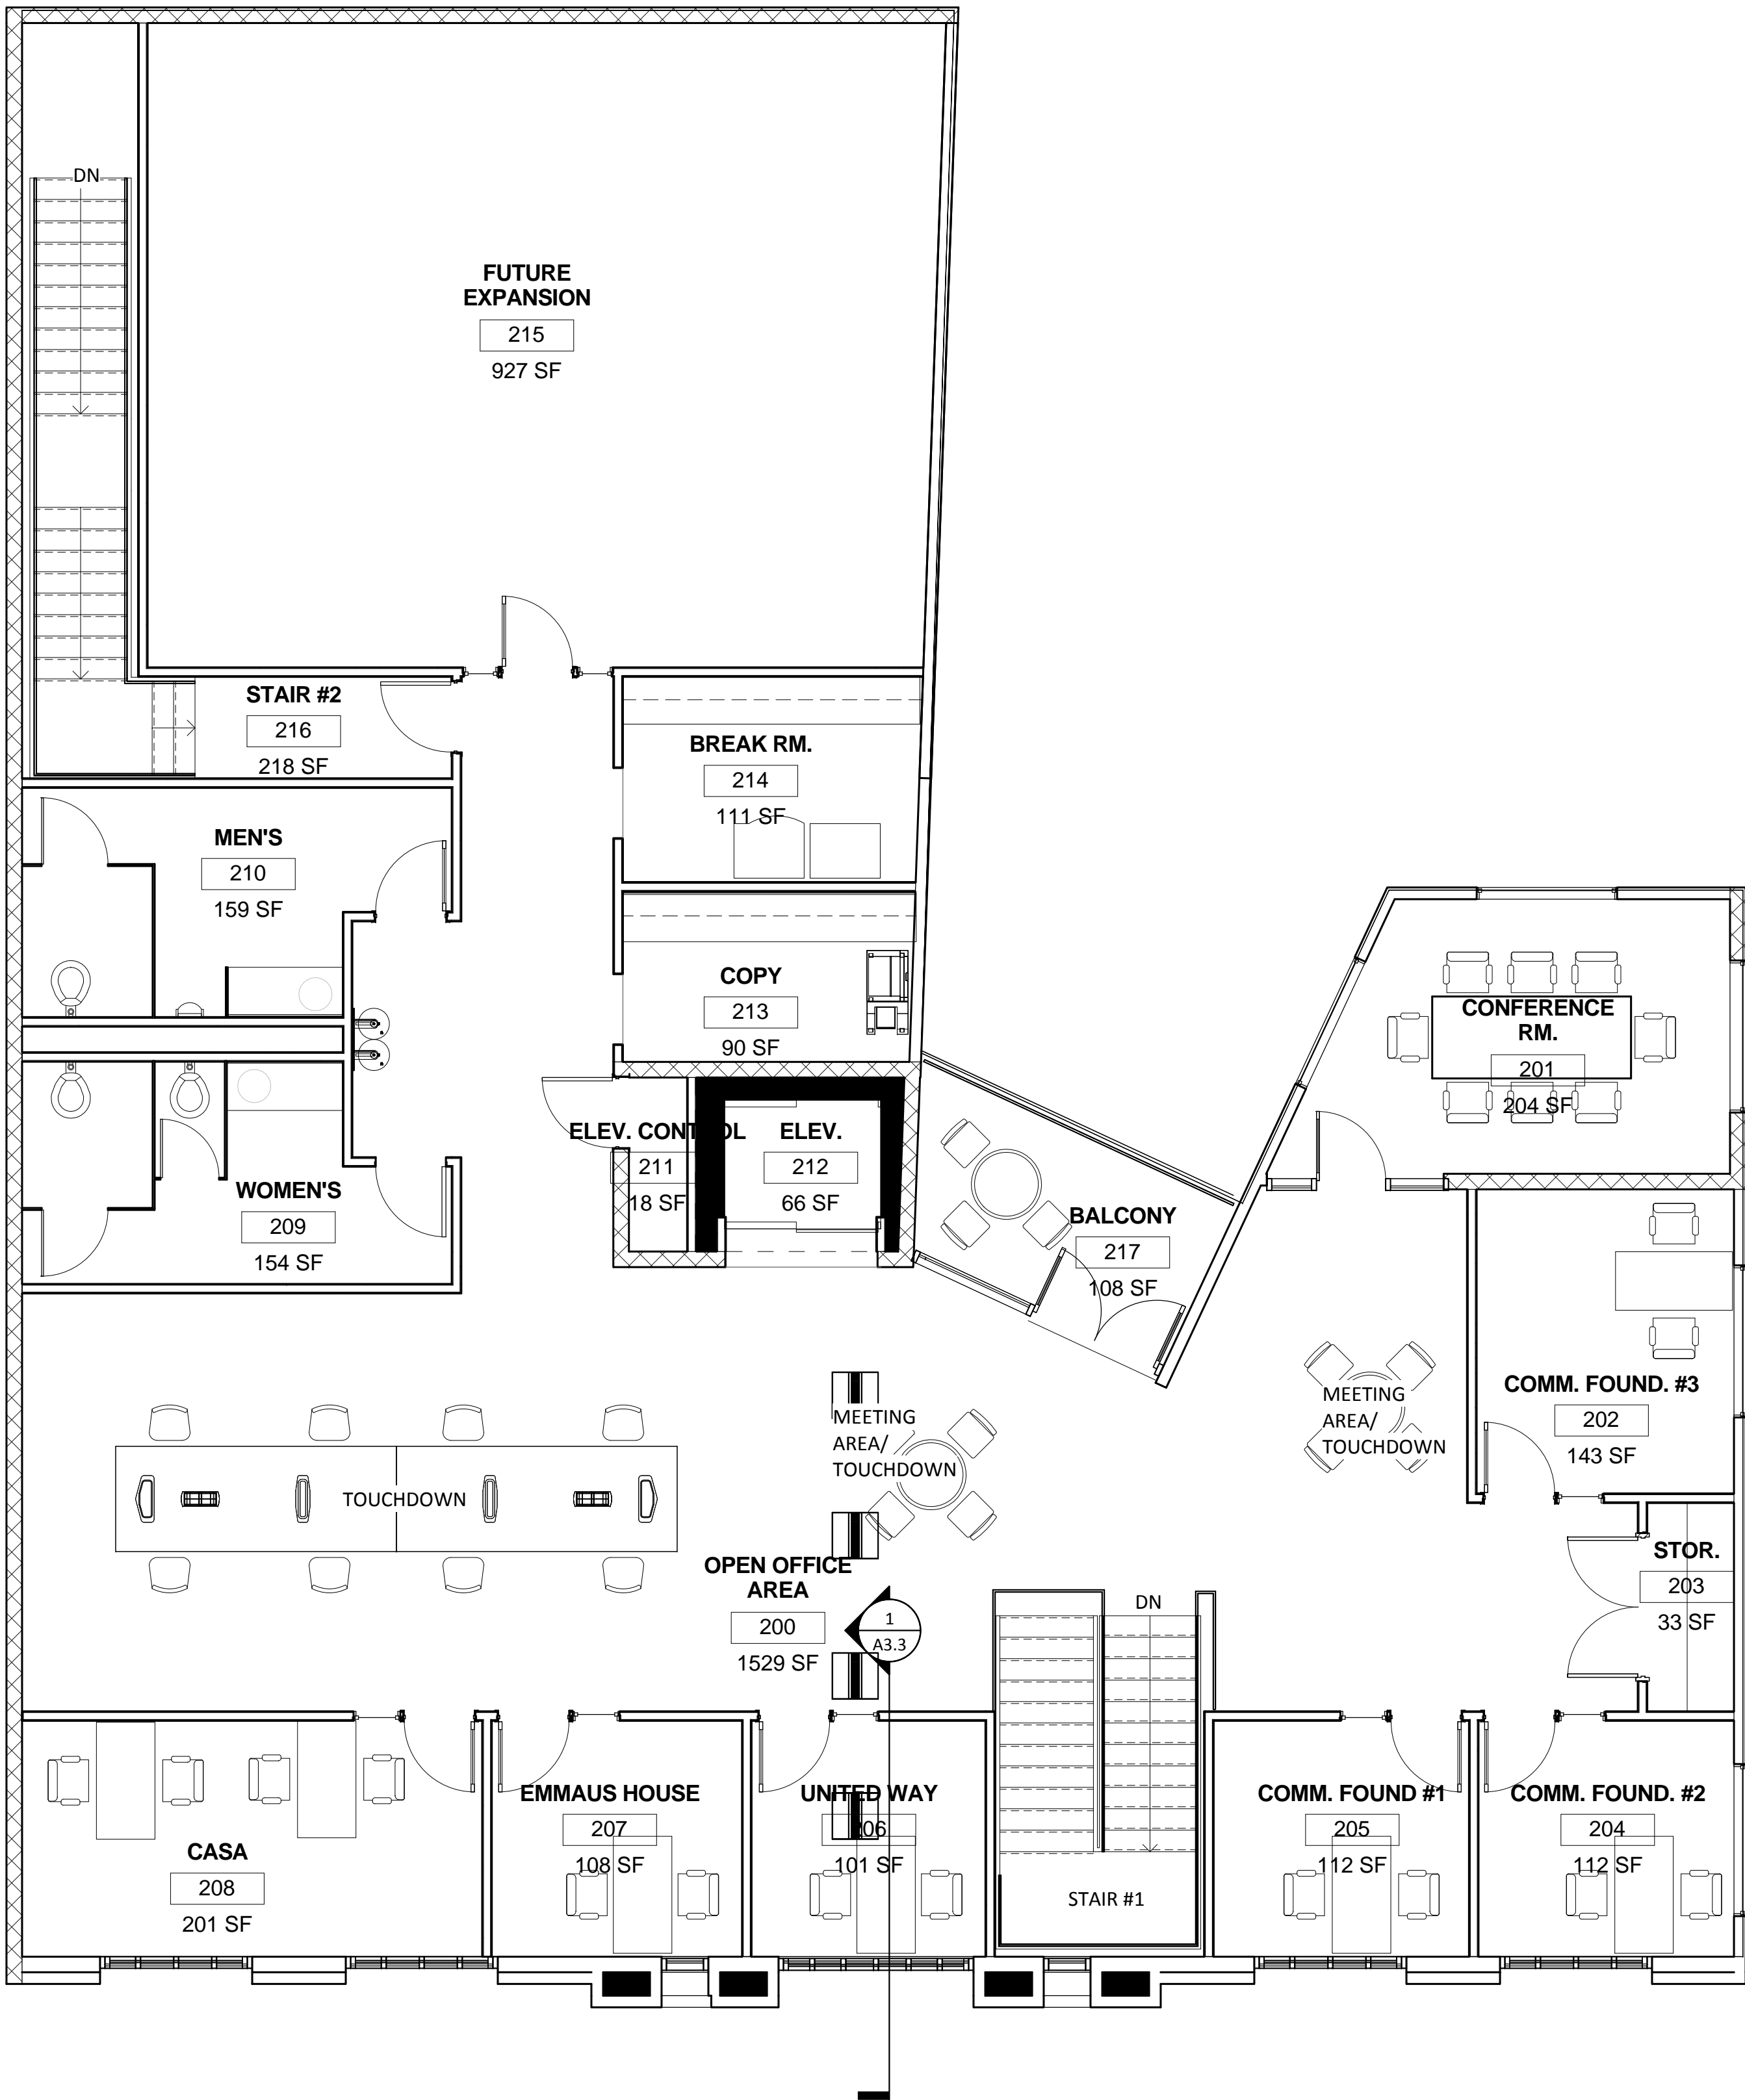 DN
FUTURE
EXPANSION
215
927 SF
STAIR #2
216
218 SF
BREAK RM.
214
111 SF
MEN'S
210
159 SF
COPY
213
90 SF
CONFERENCE
RM.
201
204 SF
ELEV. CONTROL
211
18 SF
ELEV.
212
66 SF
WOMEN'S
209
154 SF
BALCONY
217
108 SF
MEETING
AREA/
TOUCHDOWN
COMM. FOUND. #3
202
143 SF
MEETING
AREA/
TOUCHDOWN
TOUCHDOWN
OPEN OFFICE
AREA
200
1529 SF
1
A3.3
DN
STOR.
203
33 SF
CASA
208
201 SF
EMMAUS HOUSE
207
108 SF
UNITED WAY
206
101 SF
STAIR #1
COMM. FOUND #1
205
112 SF
COMM. FOUND. #2
204
112 SF